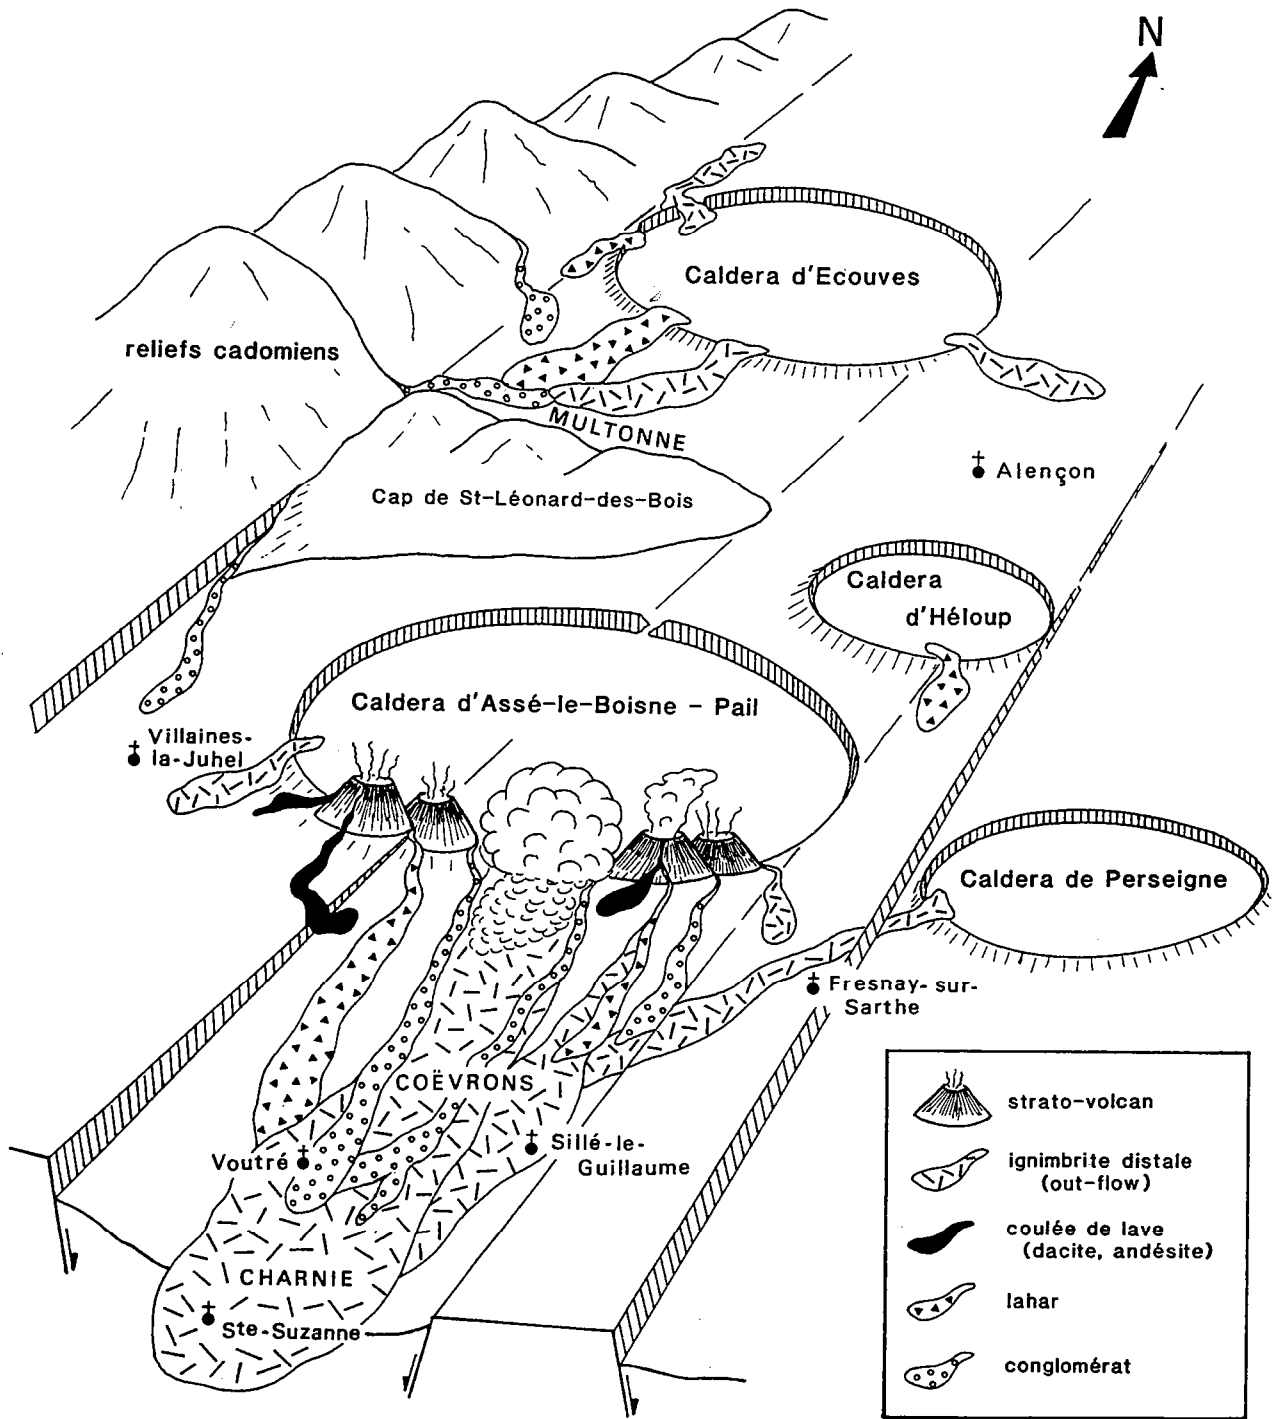 N
Caldera d'Ecouves
reliefs cadomiens
MULTONNE
Alençon
Cap de St-Léonard-des-Bois
Caldera
d'Héloup
Caldera d'Assé-le-Boisne - Pail
Villaines-
la-Juhel
Caldera de Perseigne
Fresnay-sur-
Sarthe
COËVRONS
Voutré
Sillé-le-
Guillaume
CHARNIE
Ste-Suzanne
strato-volcan
ignimbrite distale
(out-flow)
coulée de lave
(dacite, andésite)
lahar
conglomérat